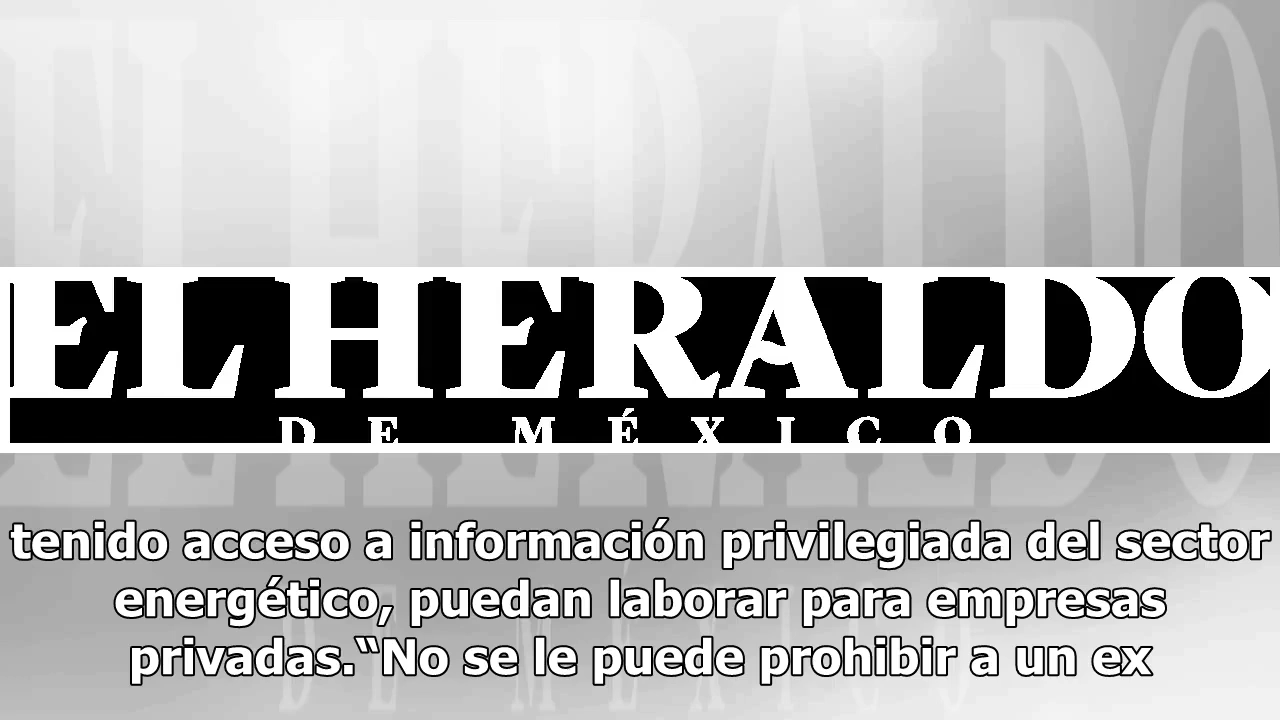 EL HERALDO
DE MÉXICO
tenido acceso a información privilegiada del sector
energético, puedan laborar para empresas
privadas.“No se le puede prohibir a un ex